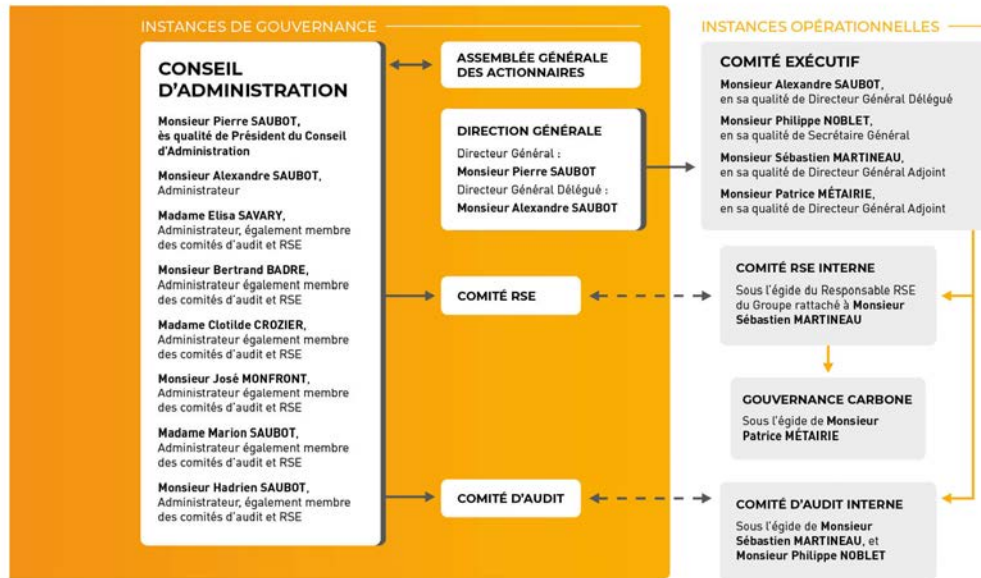 INSTANCES DE GOUVERNANCE
CONSEIL
D'ADMINISTRATION
Monsieur Pierre SAUBOT,
ès qualité de Président du Conseil
d'Administration
Monsieur Alexandre SAUBOT,
Administrateur
Madame Elisa SAVARY,
Administrateur, également membre
des comités d'audit et RSE
Monsieur Bertrand BADRE,
Administrateur également membre
des comités d'audit et RSE
Madame Clotilde CROZIER,
Administrateur également membre
des comités d'audit et RSE
Monsieur José MONFRONT,
Administrateur également membre
des comités d'audit et RSE
Madame Marion SAUBOT,
Administrateur également membre
des comités d'audit et RSE
Monsieur Hadrien SAUBOT,
Administrateur, également membre
des comités d'audit et RSE
ASSEMBLÉE GÉNÉRALE
DES ACTIONNAIRES
DIRECTION GÉNÉRALE
Directeur Général :
Monsieur Pierre SAUBOT
Directeur Général Délégué :
Monsieur Alexandre SAUBOT
COMITÉ RSE
COMITÉ D'AUDIT
INSTANCES OPÉRATIONNELLES
COMITÉ EXÉCUTIF
Monsieur Alexandre SAUBOT,
en sa qualité de Directeur Général Délégué
Monsieur Philippe NOBLET,
en sa qualité de Secrétaire Général
Monsieur Sébastien MARTINEAU,
en sa qualité de Directeur Général Adjoint
Monsieur Patrice MÉTAIRIE,
en sa qualité de Directeur Général Adjoint
COMITÉ RSE INTERNE
Sous l'égide du Responsable RSE
du Groupe rattaché à Monsieur
Sébastien MARTINEAU
GOUVERNANCE CARBONE
Sous l'égide de Monsieur
Patrice MÉTAIRIE
COMITÉ D'AUDIT INTERNE
Sous l'égide de Monsieur
Sébastien MARTINEAU, et
Monsieur Philippe NOBLET